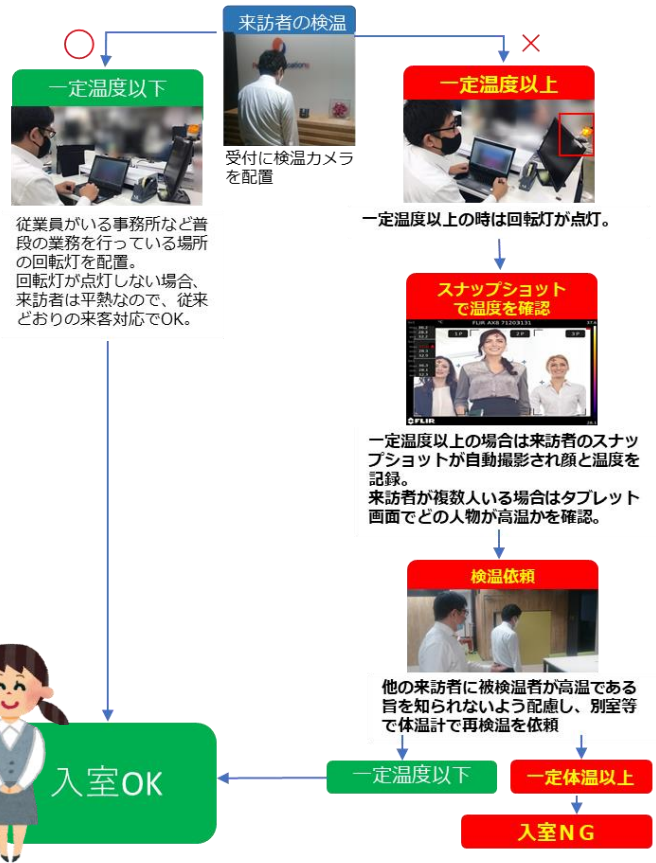 来訪者の検温
○
×
一定温度以下
一定温度以上
受付に検温カメラ
を配置
従業員がいる事務所など普
段の業務を行っている場所
の回転灯を配置。
回転灯が点灯しない場合、
来訪者は平熱なので、従来
どおりの来客対応でOK。
一定温度以上の時は回転灯が点灯。
スナップショット
で温度を確認
FLIR AX8 71203131
1 P
2 P
3 P
FLIR
一定温度以上の場合は来訪者のスナッ
プショットが自動撮影され顔と温度を
記録。
来訪者が複数人いる場合はタブレット
画面でどの人物が高温かを確認。
検温依頼
他の来訪者に被検温者が高温である
旨を知られないよう配慮し、別室等
で体温計で再検温を依頼
一定温度以下
一定体温以上
入室OK
入室ＮＧ